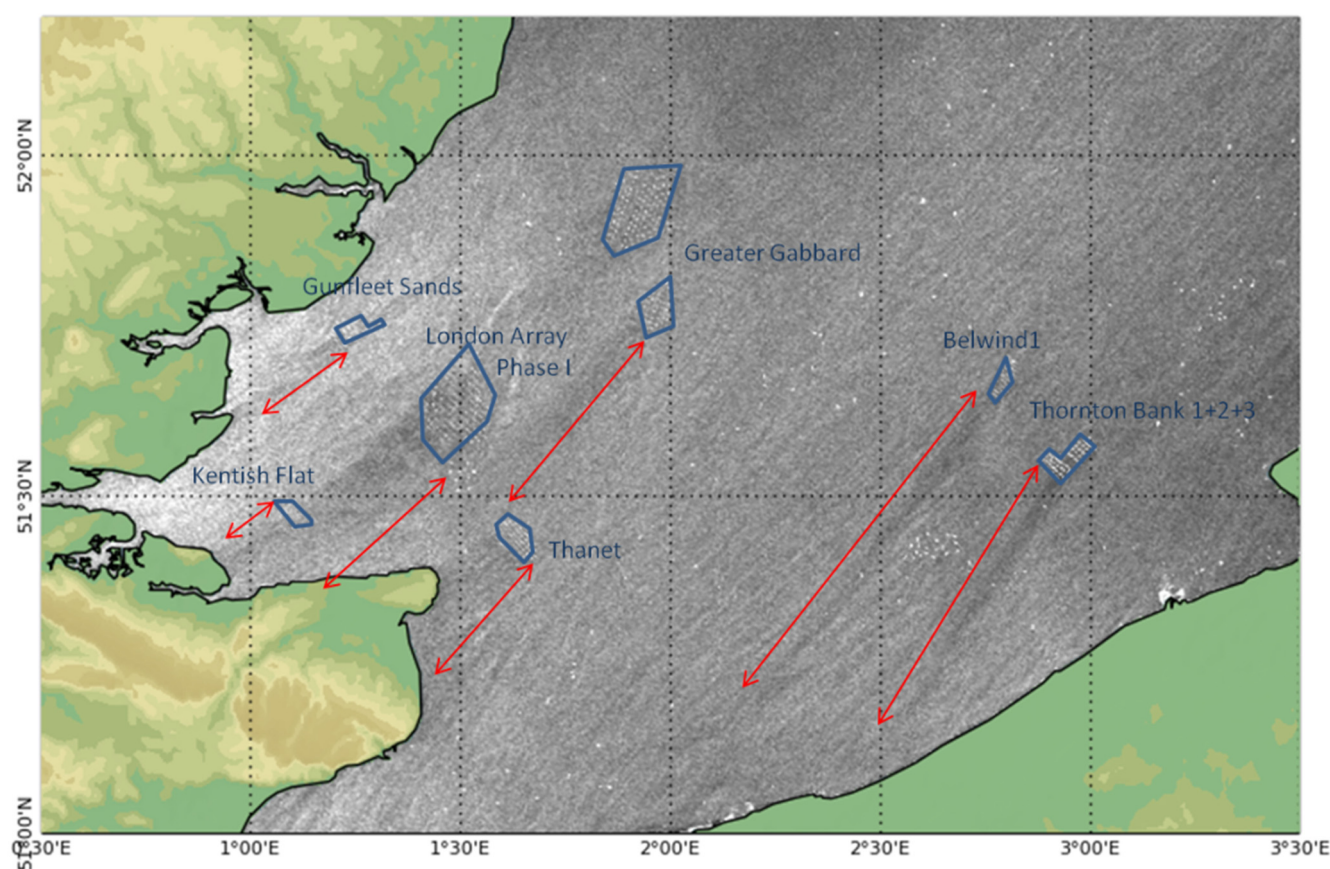 52°00'N
Greater Gabbard
Gunfleet Sands
London Array
Phase I
Belwind1
Thornton Bank 1+2+3
Kentish Flat
51°30'N
Thanet
51°00'N
0°30'E
1°00'E
1°30'E
2°00'E
2°30'E
3°00'E
3°30'E